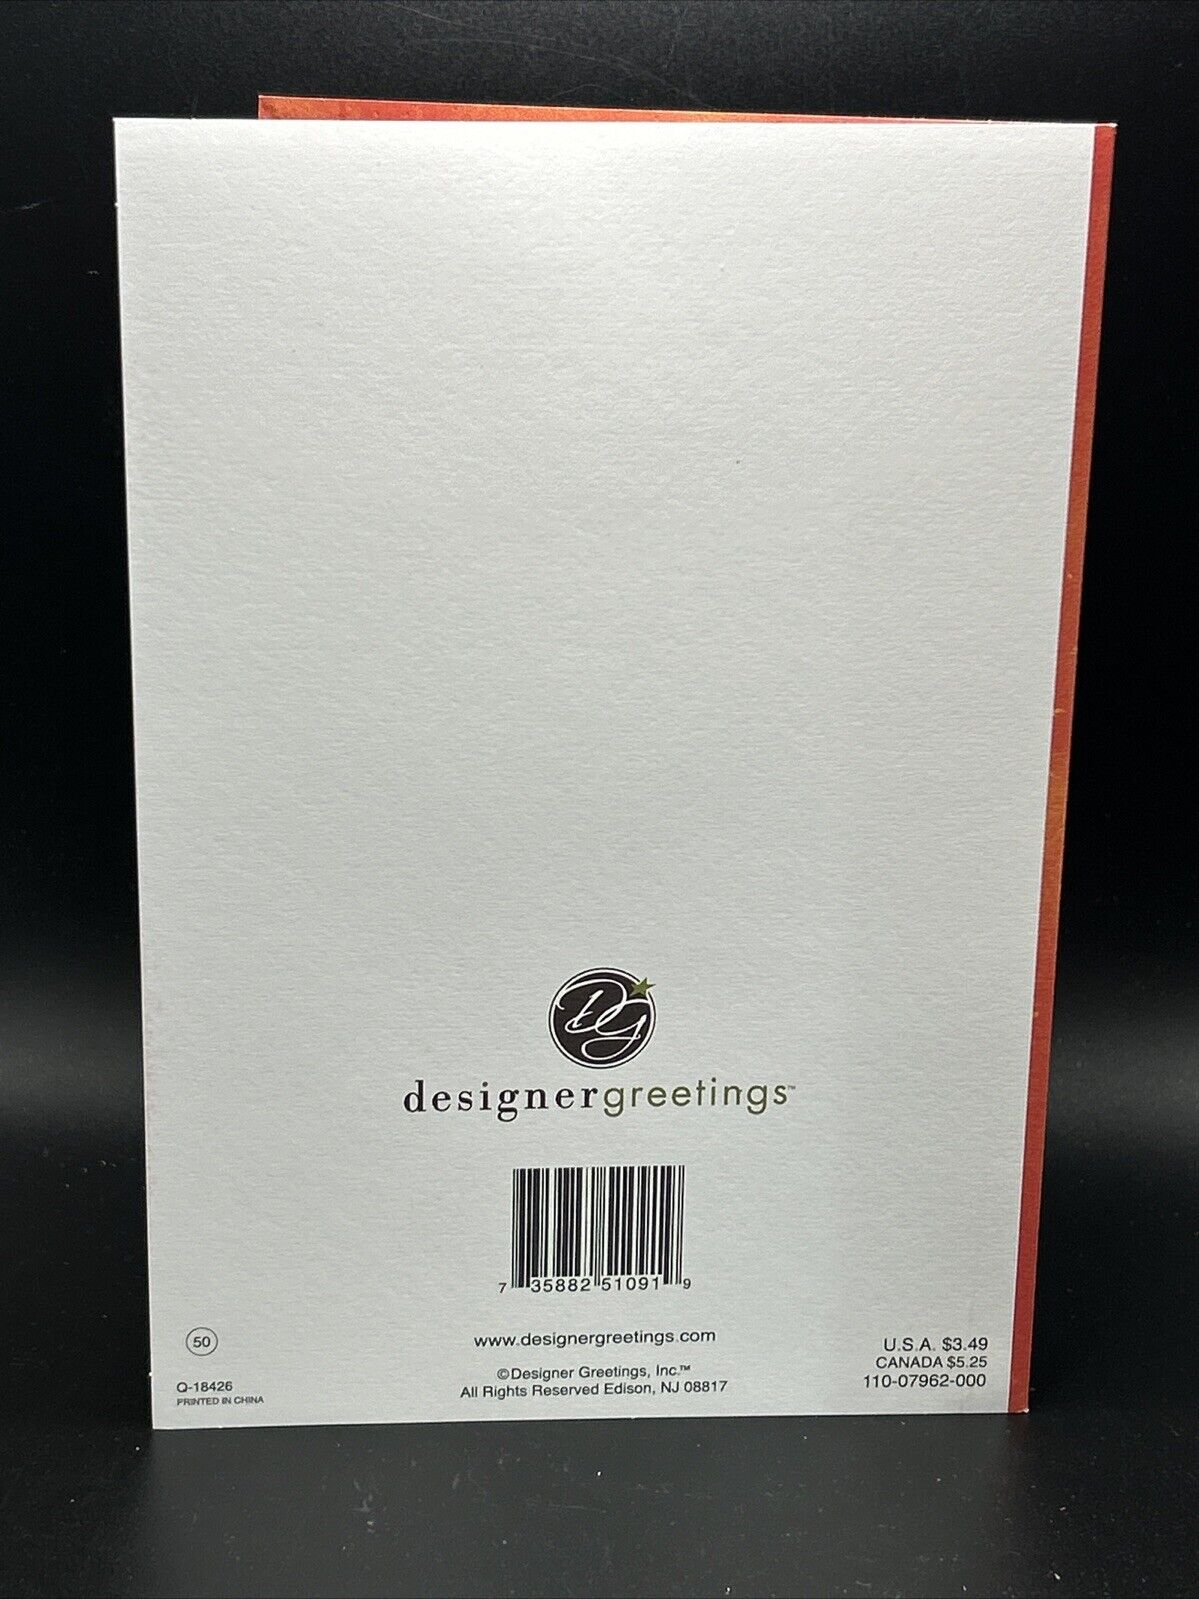 DG
designergreetings™
7 35882 51091 9
www.designergreetings.com
©Designer Greetings, Inc.™
All Rights Reserved Edison, NJ 08817
50
Q-18426
PRINTED IN CHINA
U.S.A. $3.49
CANADA $5.25
110-07962-000